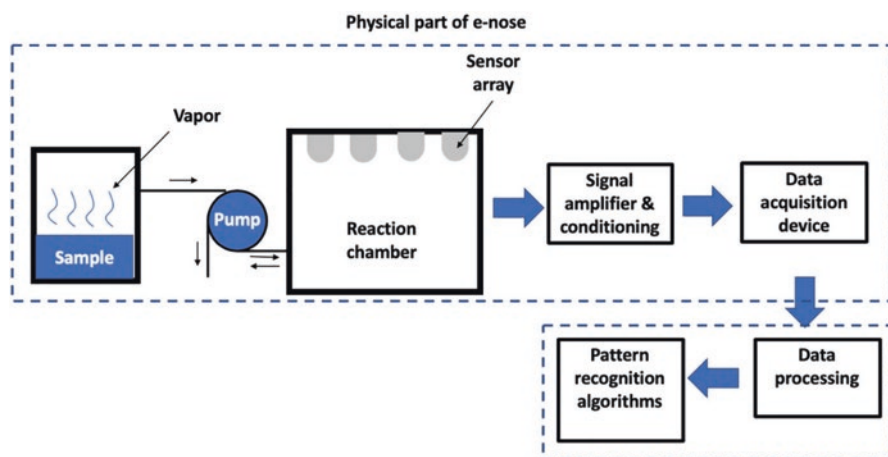 Physical part of e-nose
Sensor
array
Vapor
Pump
Sample
Reaction
chamber
Signal
amplifier &
conditioning
Data
acquisition
device
Pattern
recognition
algorithms
Data
processing